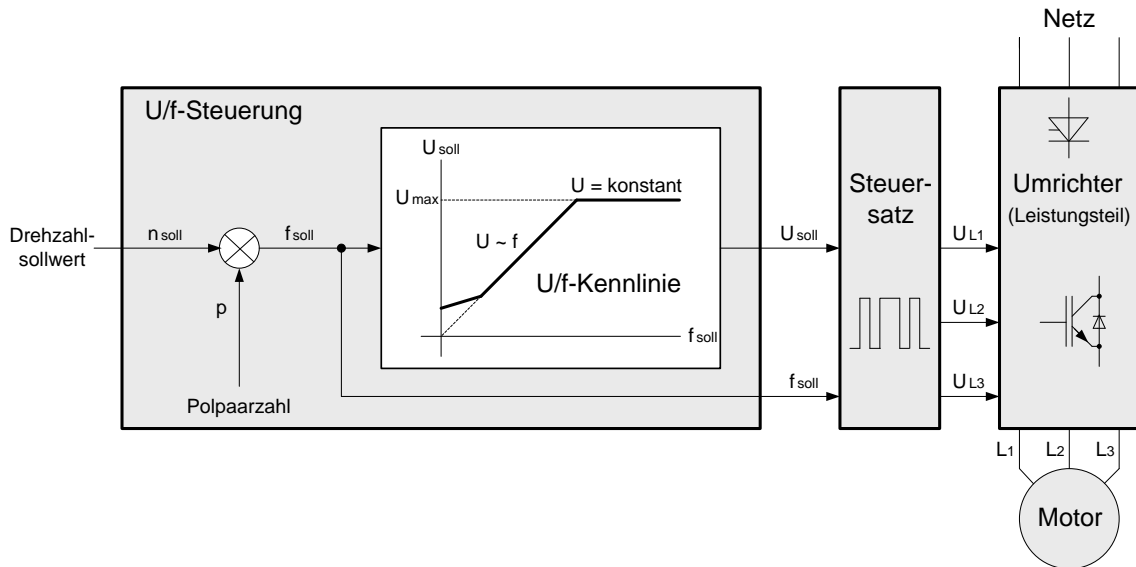 Netz
U/f-Steuerung
U soll
U max
U = konstant
U ~ f
U/f-Kennlinie
f soll
Drehzahl-
sollwert
n soll
f soll
p
Polpaarzahl
U soll
f soll
Steuer-
satz
U L1
U L2
U L3
Umrichter
(Leistungsteil)
L1
L2
L3
Motor